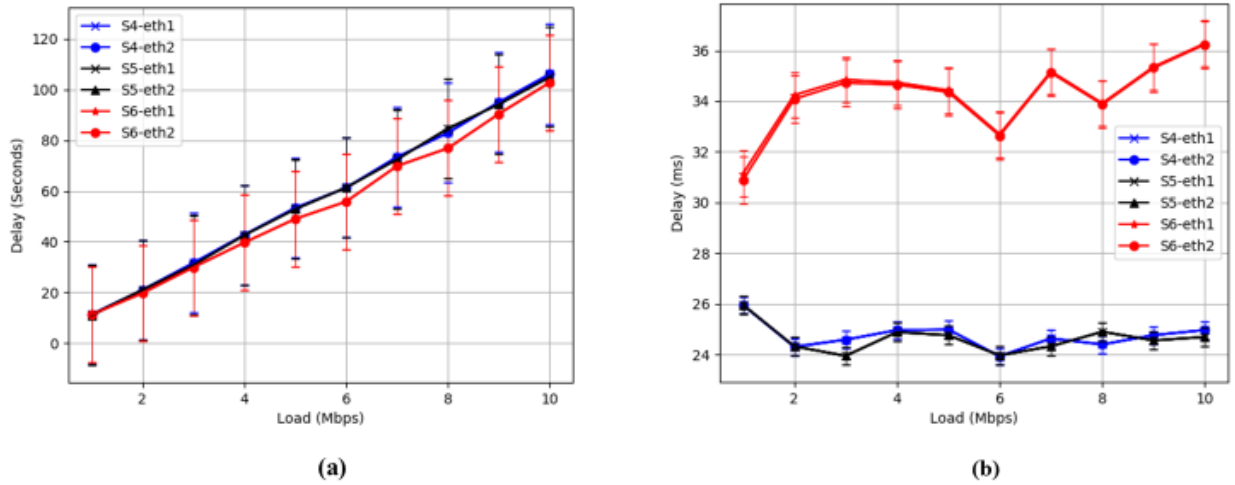 S4-eth1
S4-eth2
S5-eth1
S5-eth2
S6-eth1
S6-eth2
120
100
80
60
40
20
0
Delay (Seconds)
2
4
6
8
10
Load (Mbps)
(a)
36
34
32
30
28
26
24
Delay (ms)
S4-eth1
S4-eth2
S5-eth1
S5-eth2
S6-eth1
S6-eth2
2
4
6
8
10
Load (Mbps)
(b)